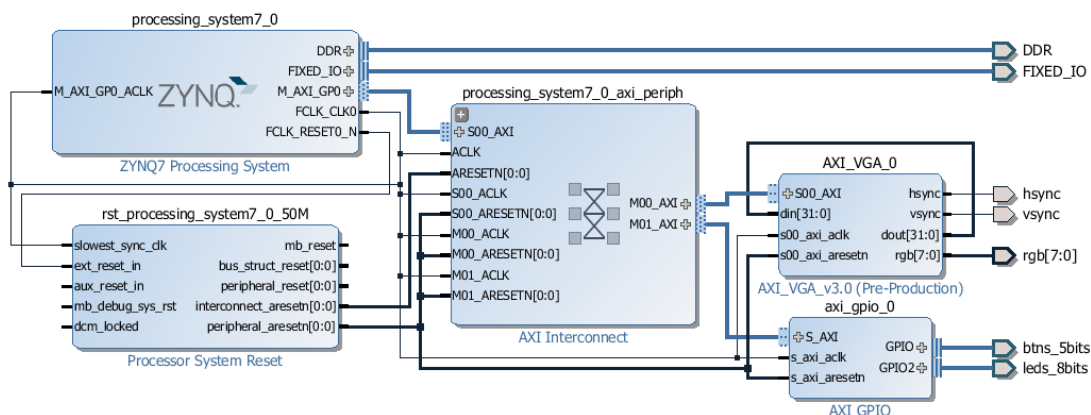 processing_system7_0
DDR
FIXED_IO
M_AXI_GP0_ACLK
ZYNQ
M_AXI_GP0
FCLK_CLK0
FCLK_RESET0_N
ZYNQ7 Processing System
DDR
FIXED_IO
rst_processing_system7_0_50M
slowest_sync_clk
mb_reset
ext_reset_in
bus_struct_reset[0:0]
aux_reset_in
peripheral_reset[0:0]
mb_debug_sys_rst
interconnect_aresetn[0:0]
dcm_locked
peripheral_aresetn[0:0]
Processor System Reset
processing_system7_0_axi_periph
S00_AXI
ACLK
ARESETN[0:0]
S00_ACLK
S00_ARESETN[0:0]
M00_AXI
M00_ACLK
M01_AXI
M00_ARESETN[0:0]
M01_ACLK
M01_ARESETN[0:0]
AXI Interconnect
AXI_VGA_0
S00_AXI
hsync
din[31:0]
vsync
s00_axi_aclk
dout[31:0]
s00_axi_aresetn
rgb[7:0]
AXI_VGA_v3.0 (Pre-Production)
hsync
vsync
rgb[7:0]
axi_gpio_0
S_AXI
GPIO
s_axi_aclk
GPIO2
s_axi_aresetn
AXI GPIO
btns_5bits
leds_8bits